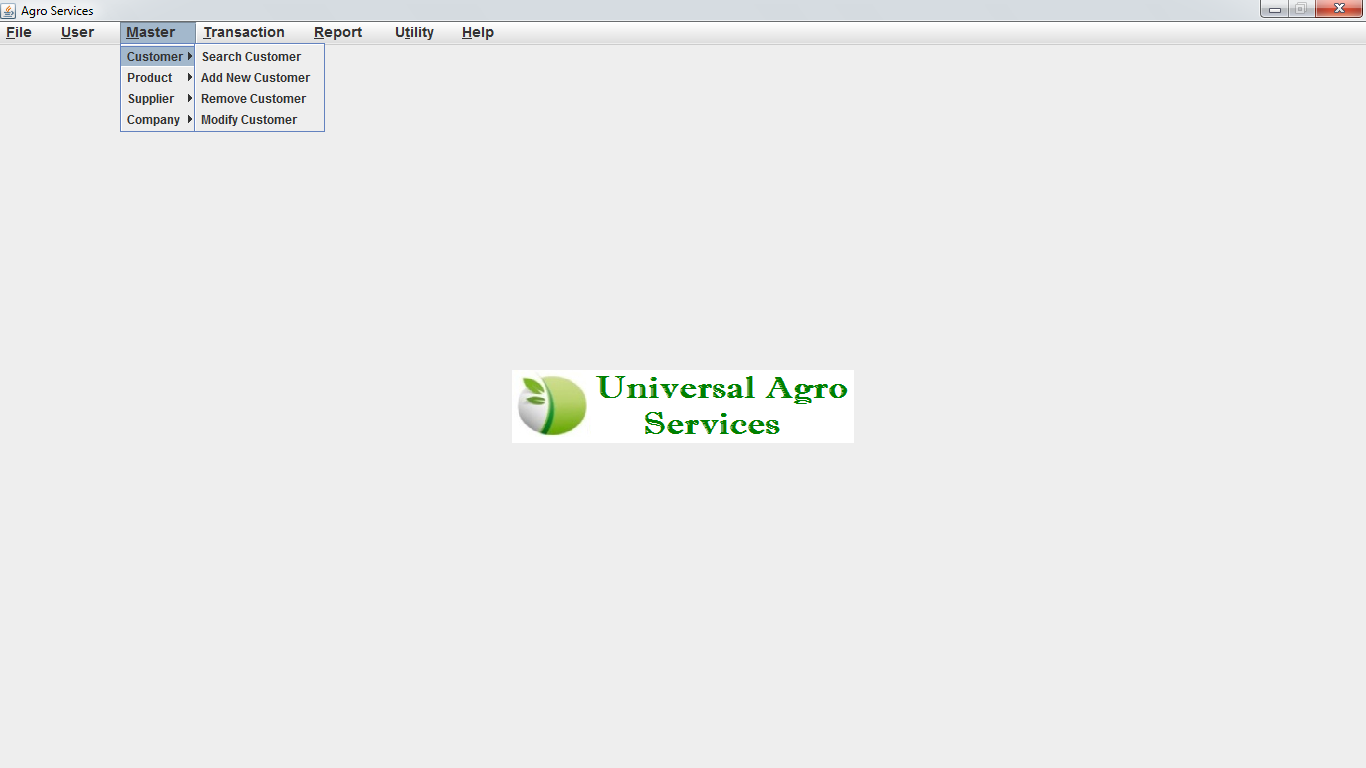 Agro Services
File User Master Transaction Report Utility Help
Customer Search Customer
Product Add New Customer
Supplier Remove Customer
Company Modify Customer
Universal Agro
Services